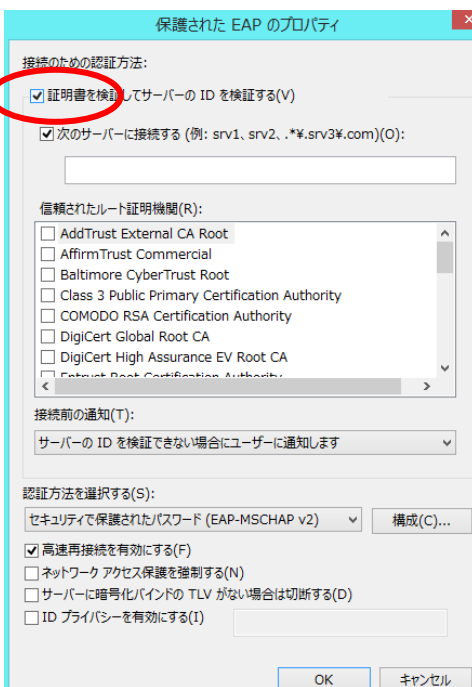 保護された EAP のプロパティ
接続のための認証方法:
証明書を検証してサーバーの ID を検証する(V)
次のサーバーに接続する (例: srv1、srv2、.*¥.srv3¥.com)(O):
信頼されたルート証明機関(R):
AddTrust External CA Root
AffirmTrust Commercial
Baltimore CyberTrust Root
Class 3 Public Primary Certification Authority
COMODO RSA Certification Authority
DigiCert Global Root CA
DigiCert High Assurance EV Root CA
Entrust Root Certification Authority
接続前の通知(T):
サーバーの ID を検証できない場合にユーザーに通知します
認証方法を選択する(S):
セキュリティで保護されたパスワード (EAP-MSCHAP v2)
構成(C)...
高速再接続を有効にする(F)
ネットワーク アクセス保護を強制する(N)
サーバーに暗号化バインドの TLV がない場合は切断する(D)
ID プライバシーを有効にする(I)
OK
キャンセル